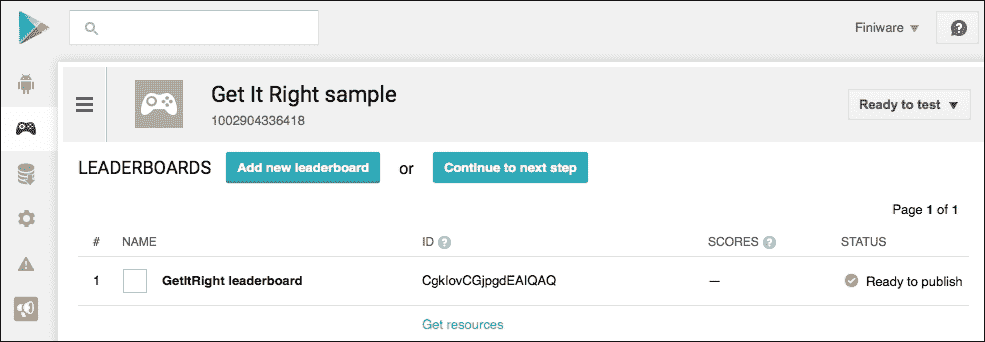 Finiware
Get It Right sample
1002904336418
Ready to test
LEADERBOARDS Add new leaderboard or Continue to next step
Page 1 of 1
# NAME ID SCORES STATUS
1 GetItRight leaderboard CgkIovCGjpgdEAIQAQ — Ready to publish
Get resources